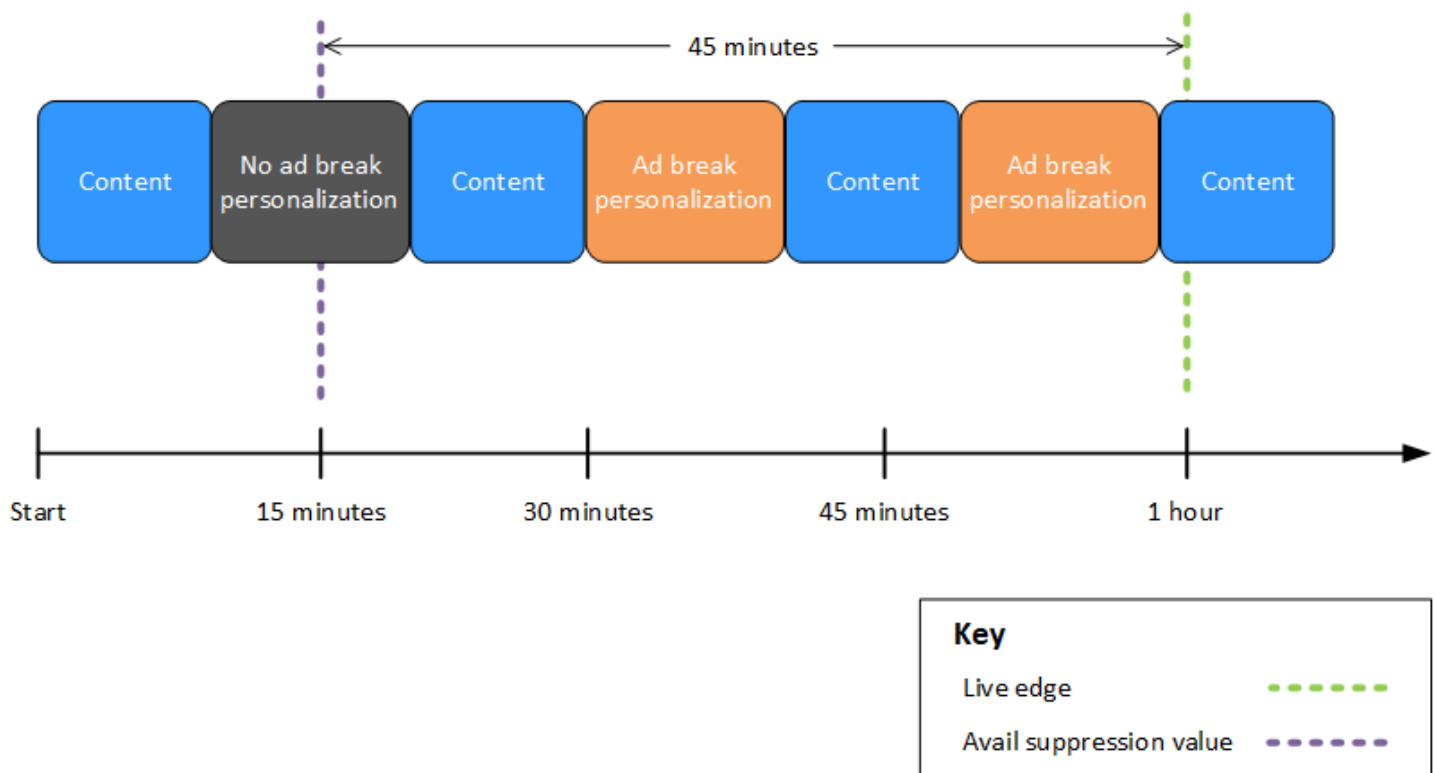 45 minutes
Content
No ad break
personalization
Content
Ad break
personalization
Content
Ad break
personalization
Content
Start
15 minutes
30 minutes
45 minutes
1 hour
Key
Live edge
Avail suppression value